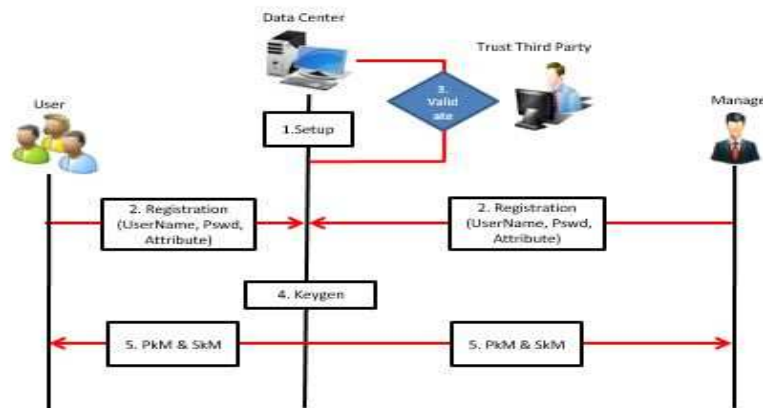 Data Center
Trust Third Party
User
Manage
3.
Valid
ate
1.Setup
2. Registration
(UserName, Pswd,
Attribute)
2. Registration
(UserName, Pswd,
Attribute)
4. Keygen
5. PkM & SkM
5. PkM & SkM